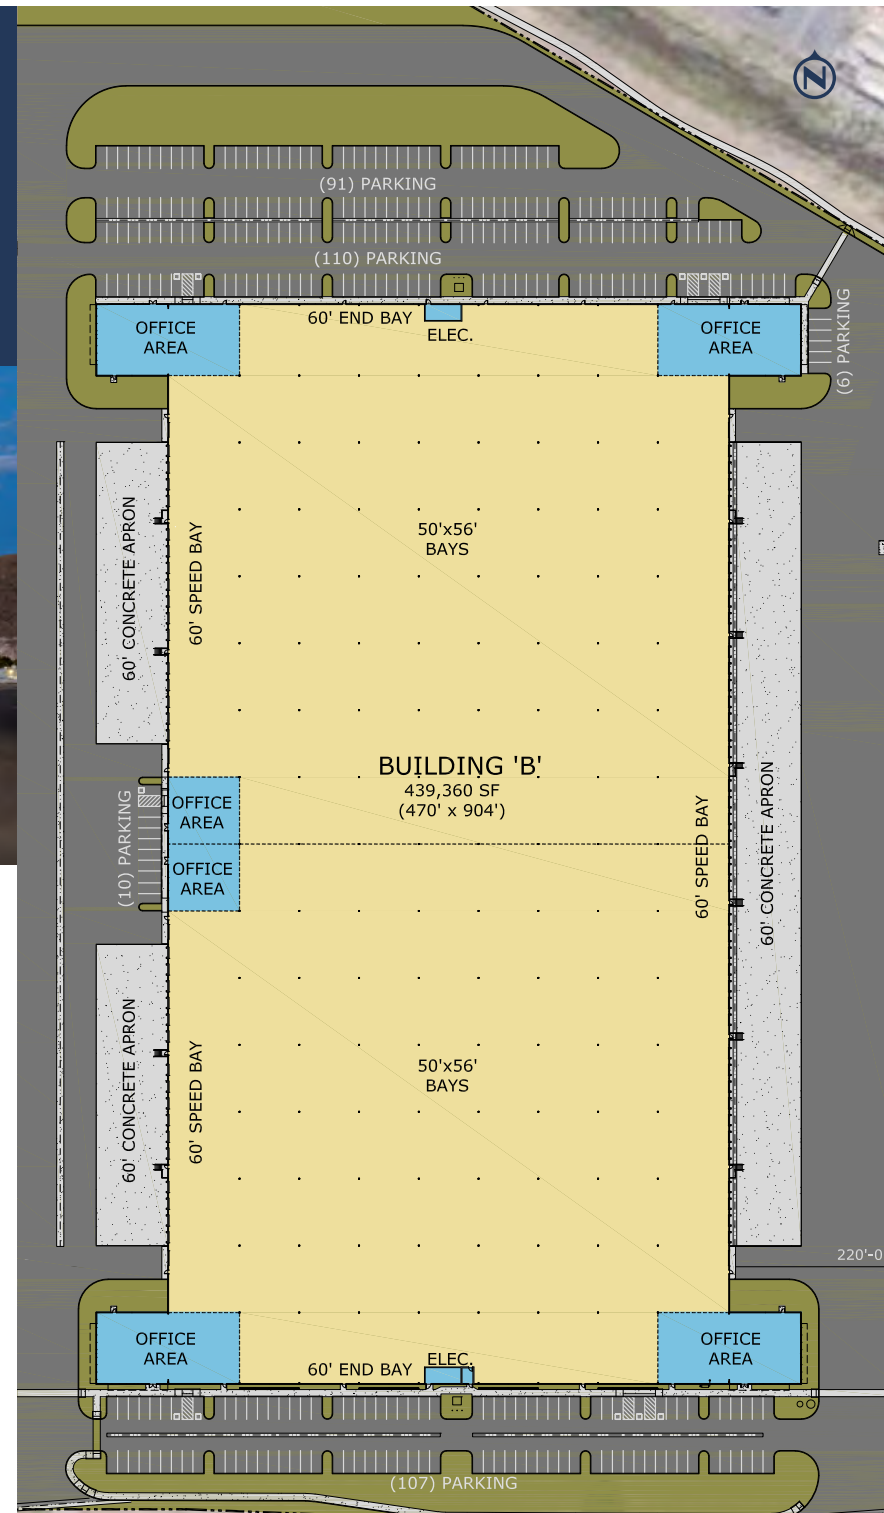 N
(91) PARKING
(110) PARKING
60' END BAY
ELEC.
OFFICE
AREA
OFFICE
AREA
(6) PARKING
50'x56'
BAYS
60' CONCRETE APRON
60' SPEED BAY
BUILDING 'B'
439,360 SF
(470' x 904')
OFFICE
AREA
OFFICE
AREA
(10) PARKING
60' SPEED BAY
60' CONCRETE APRON
60' CONCRETE APRON
60' SPEED BAY
50'x56'
BAYS
220'-0
OFFICE
AREA
60' END BAY
ELEC.
OFFICE
AREA
(107) PARKING